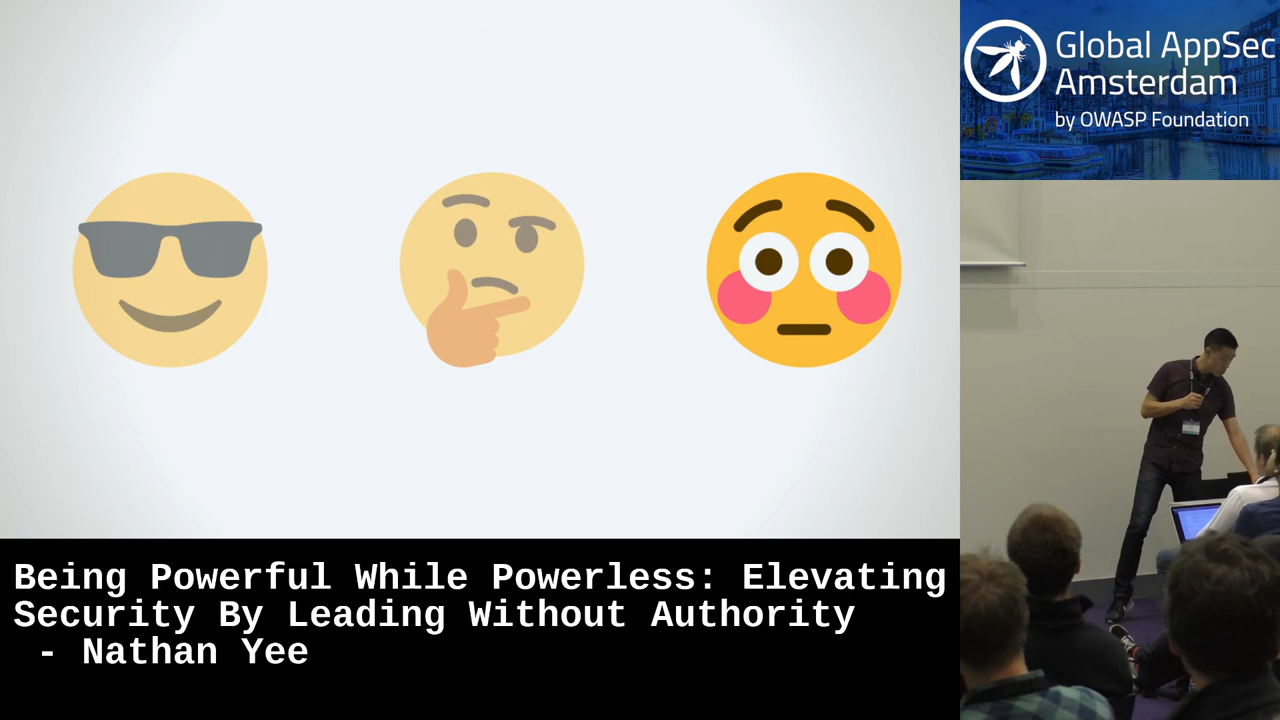 Global AppSec
Amsterdam
by OWASP Foundation
Being Powerful While Powerless: Elevating
Security By Leading Without Authority
- Nathan Yee